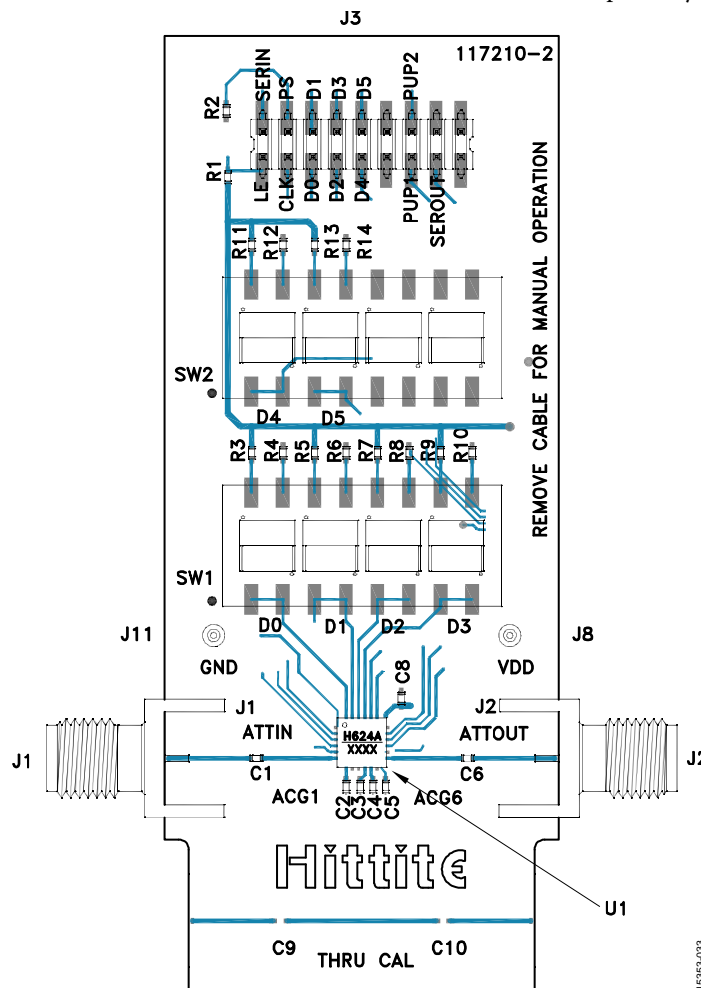 J3
117210-2
SERIN
PS
D1
D3
D5
PUP2
R2
R1
LE
CLK
D0
D2
D4
PUP1
SEROUT
R11
R12
R13
R14
REMOVE CABLE FOR MANUAL OPERATION
SW2
D4
D5
R3
R4
R5
R6
R7
R8
R9
R10
SW1
D0
D1
D2
D3
J11
J8
GND
VDD
C8
J1
J2
ATTIN
H624A
XXXX
ATTOUT
J1
J2
C1
C6
ACG1
C2
C3
C4
C5
ACG6
Hittite
U1
C9
C10
THRU CAL